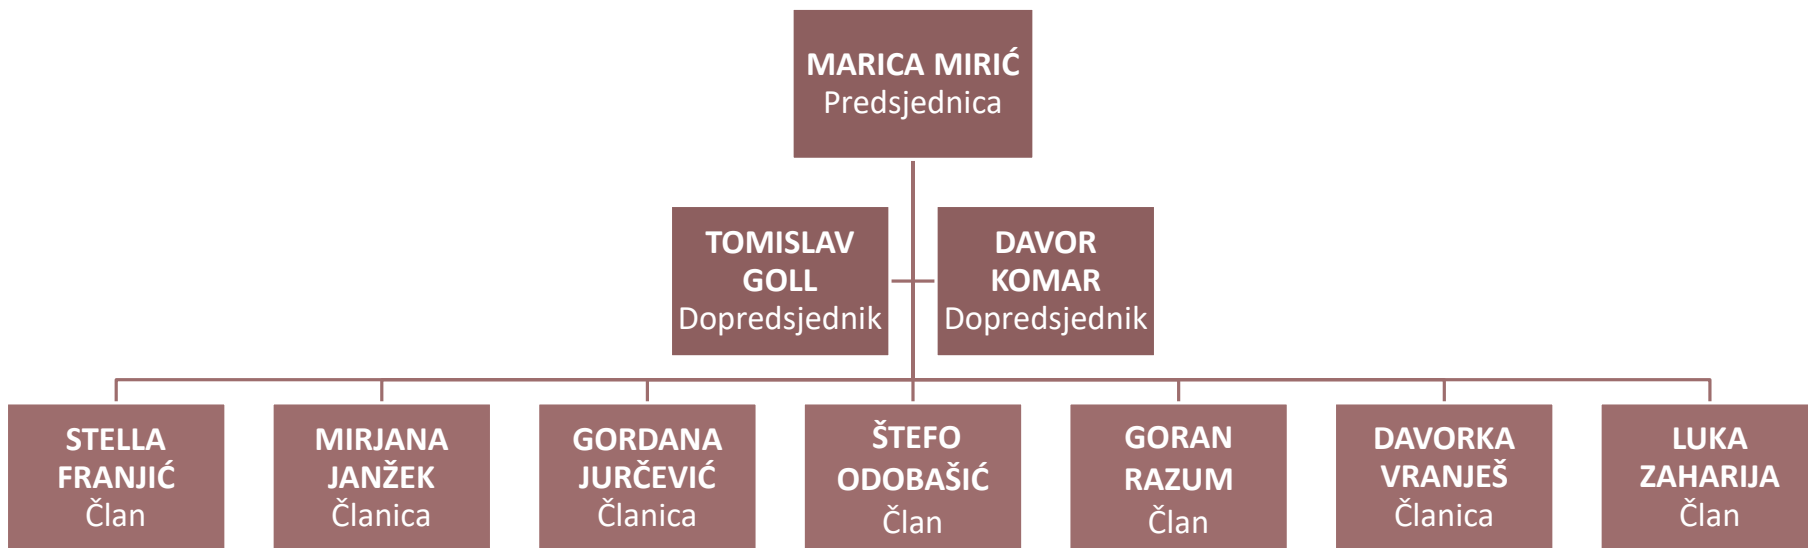 MARICA MIRIĆ
Predsjednica
TOMISLAV
GOLL
Dopredsjednik
DAVOR
KOMAR
Dopredsjednik
STELLA
FRANJIĆ
Član
MIRJANA
JANŽEK
Članica
GORDANA
JURČEVIĆ
Članica
ŠTEFO
ODOBAŠIĆ
Član
GORAN
RAZUM
Član
DAVORKA
VRANJEŠ
Članica
LUKA
ZAHARIJA
Član